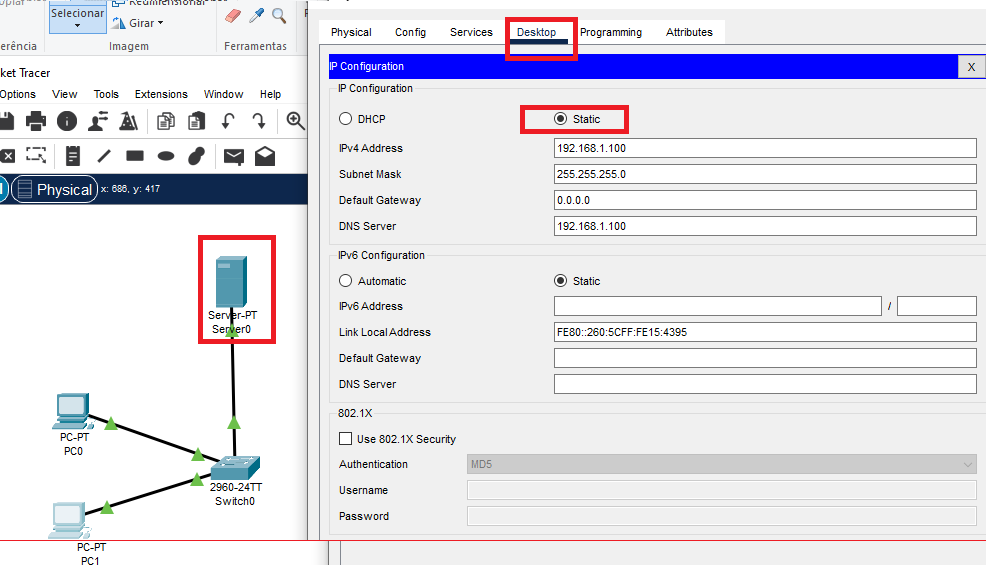 Selecionar
Redimensionar
Girar
erência
Imagem
Ferramentas
ket Tracer
Options View Tools Extensions Window Help
Physical x: 686, y: 417
Server-PT
Server0
PC-PT
PC0
2960-24TT
Switch0
PC-PT
PC1
Physical Config Services Desktop Programming Attributes
IP Configuration
X
IP Configuration
DHCP
Static
IPv4 Address 192.168.1.100
Subnet Mask 255.255.255.0
Default Gateway 0.0.0.0
DNS Server 192.168.1.100
IPv6 Configuration
Automatic
Static
IPv6 Address /
Link Local Address FE80::260:5CFF:FE15:4395
Default Gateway
DNS Server
802.1X
Use 802.1X Security
Authentication MD5
Username
Password